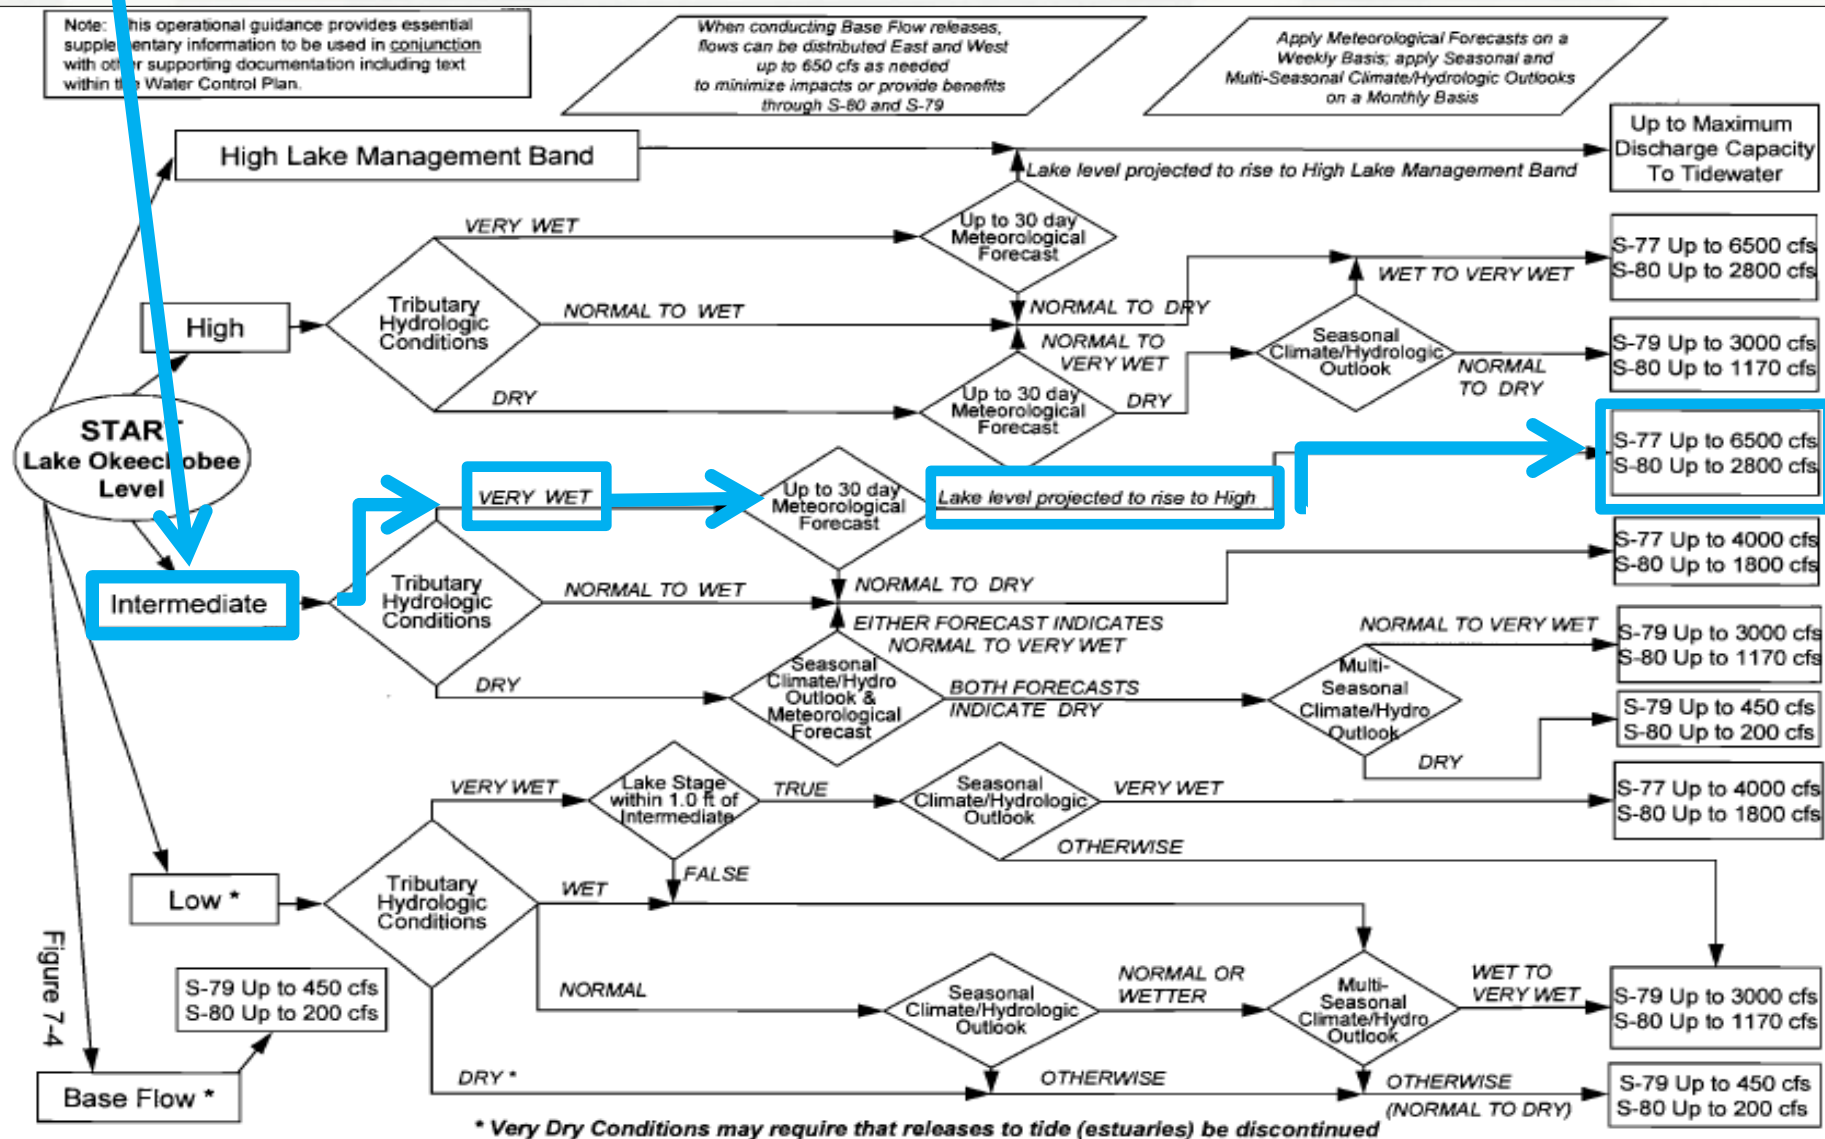 Note: This operational guidance provides essential
supplementary information to be used in conjunction
with other supporting documentation including text
within the Water Control Plan.
When conducting Base Flow releases,
flows can be distributed East and West
up to 650 cfs as needed
to minimize impacts or provide benefits
through S-80 and S-79
Apply Meteorological Forecasts on a
Weekly Basis; apply Seasonal and
Multi-Seasonal Climate/Hydrologic Outlooks
on a Monthly Basis
High Lake Management Band
Lake level projected to rise to High Lake Management Band
Up to Maximum
Discharge Capacity
To Tidewater
VERY WET
Up to 30 day
Meteorological
Forecast
S-77 Up to 6500 cfs
S-80 Up to 2800 cfs
WET TO VERY WET
High
Tributary
Hydrologic
Conditions
NORMAL TO WET
NORMAL TO DRY
NORMAL TO
VERY WET
Seasonal
Climate/Hydrologic
Outlook
NORMAL
TO DRY
S-79 Up to 3000 cfs
S-80 Up to 1170 cfs
DRY
Up to 30 day
Meteorological
Forecast
DRY
START
Lake Okeechobee
Level
VERY WET
Up to 30 day
Meteorological
Forecast
Lake level projected to rise to High
S-77 Up to 6500 cfs
S-80 Up to 2800 cfs
Intermediate
Tributary
Hydrologic
Conditions
NORMAL TO WET
NORMAL TO DRY
S-77 Up to 4000 cfs
S-80 Up to 1800 cfs
EITHER FORECAST INDICATES
NORMAL TO VERY WET
DRY
Seasonal
Climate/Hydro
Outlook &
Meteorological
Forecast
BOTH FORECASTS
INDICATE DRY
Multi-
Seasonal
Climate/Hydro
Outlook
NORMAL TO VERY WET
S-79 Up to 3000 cfs
S-80 Up to 1170 cfs
DRY
S-79 Up to 450 cfs
S-80 Up to 200 cfs
VERY WET
Lake Stage
within 1.0 ft of
Intermediate
TRUE
Seasonal
Climate/Hydrologic
Outlook
VERY WET
S-77 Up to 4000 cfs
S-80 Up to 1800 cfs
OTHERWISE
FALSE
Low *
Tributary
Hydrologic
Conditions
WET
NORMAL
Seasonal
Climate/Hydrologic
Outlook
NORMAL OR
WETTER
Multi-
Seasonal
Climate/Hydro
Outlook
WET TO
VERY WET
S-79 Up to 3000 cfs
S-80 Up to 1170 cfs
DRY *
OTHERWISE
OTHERWISE
(NORMAL TO DRY)
S-79 Up to 450 cfs
S-80 Up to 200 cfs
Figure 7-4
S-79 Up to 450 cfs
S-80 Up to 200 cfs
Base Flow *
* Very Dry Conditions may require that releases to tide (estuaries) be discontinued